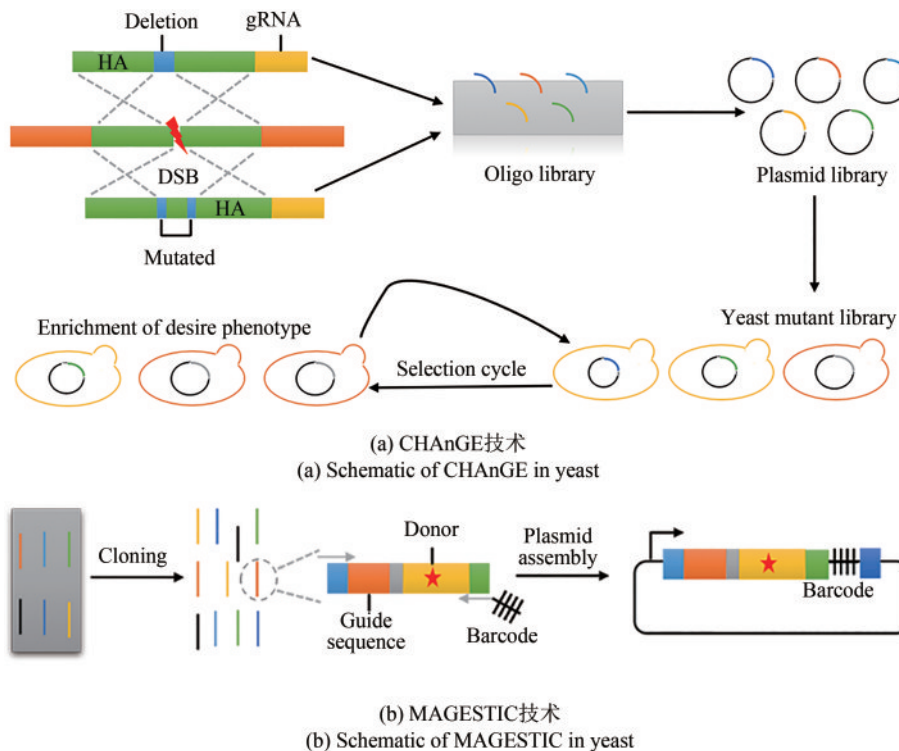 Deletion
gRNA
HA
DSB
HA
Mutated
Oligo library
Plasmid library
Yeast mutant library
Enrichment of desire phenotype
Selection cycle
(a) CHAnGE技术
(a) Schematic of CHAnGE in yeast
Cloning
Donor
Guide
sequence
Barcode
Plasmid
assembly
Barcode
(b) MAGESTIC技术
(b) Schematic of MAGESTIC in yeast